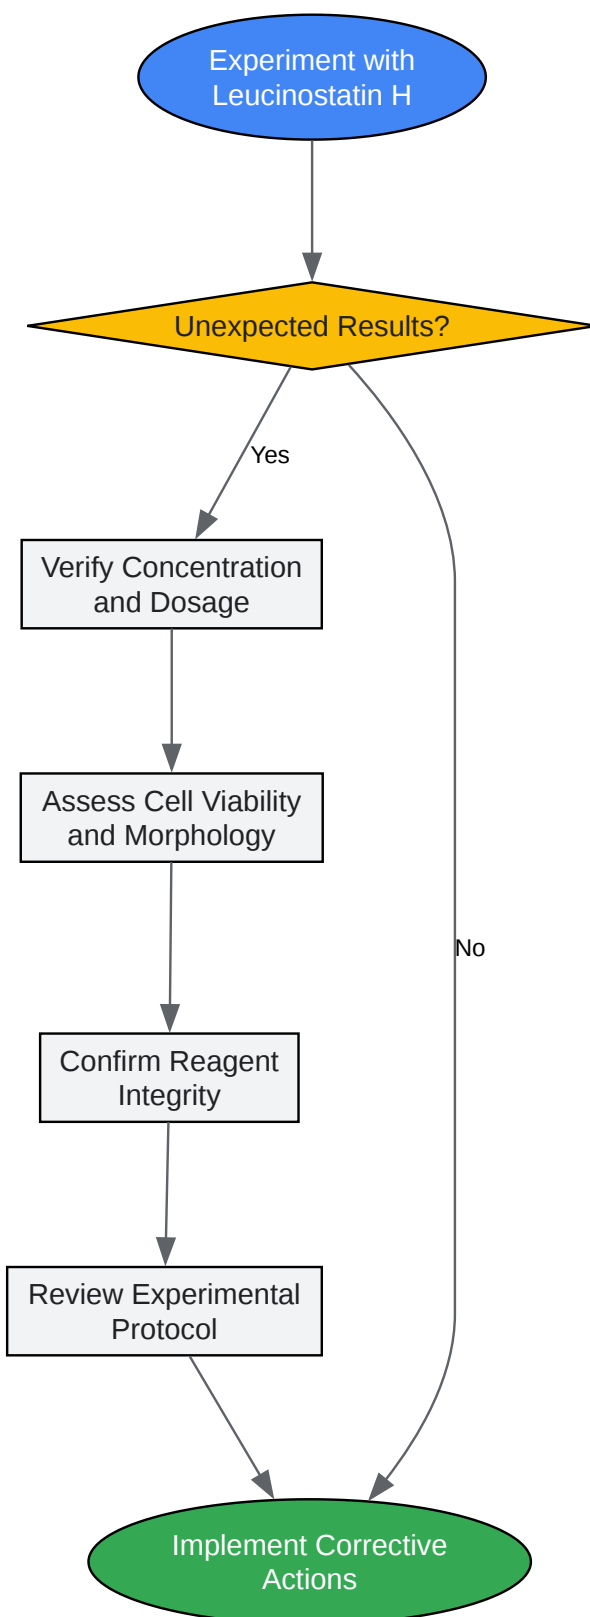 Experiment with
Leucinostatin H
Unexpected Results?
Yes
Verify Concentration
and Dosage
Assess Cell Viability
and Morphology
No
Confirm Reagent
Integrity
Review Experimental
Protocol
Implement Corrective
Actions